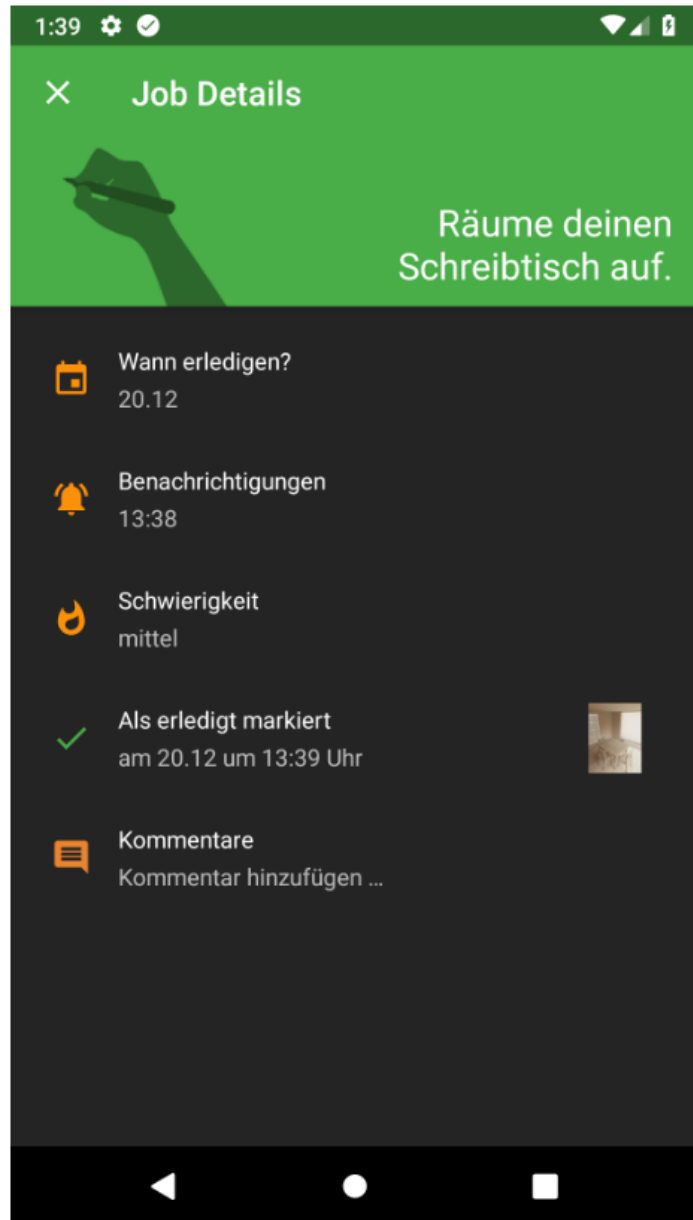 1:39
Job Details
Räume deinen
Schreibtisch auf.
Wann erledigen?
20.12
Benachrichtigungen
13:38
Schwierigkeit
mittel
Als erledigt markiert
am 20.12 um 13:39 Uhr
Kommentare
Kommentar hinzufügen …